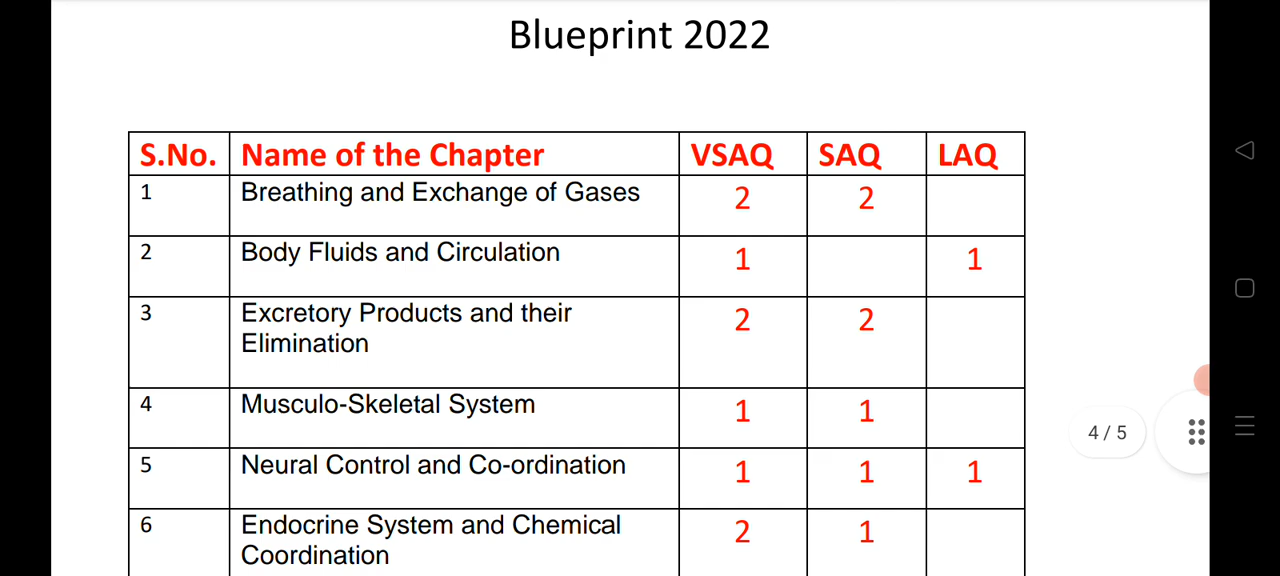 Blueprint 2022
S.No. Name of the Chapter VSAQ SAQ LAQ
1 Breathing and Exchange of Gases 2 2
2 Body Fluids and Circulation 1 1
3 Excretory Products and their
Elimination 2 2
4 Musculo-Skeletal System 1 1
5 Neural Control and Co-ordination 1 1 1
6 Endocrine System and Chemical
Coordination 2 1
4 / 5